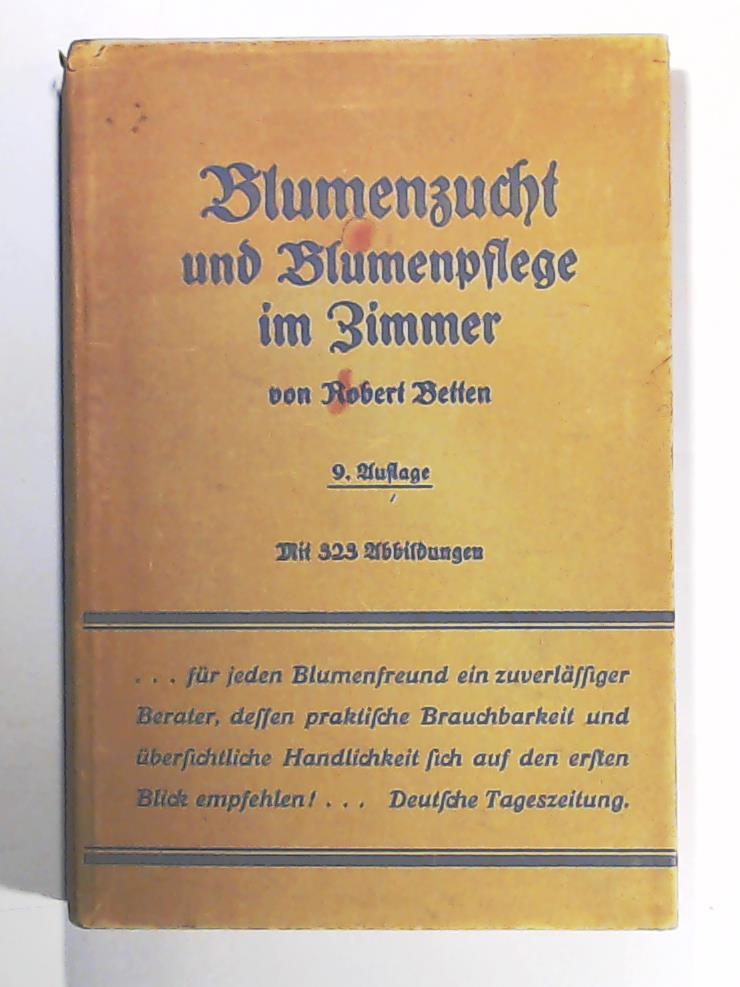 Blumenzucht
und Blumenpflege
im Zimmer
von Robert Betten
9. Auflage
Mit 323 Abbildungen
. . . für jeden Blumenfreund ein zuverläſſiger
Berater, deſſen praktiſche Brauchbarkeit und
überſichtliche Handlichkeit ſich auf den erſten
Blick empfehlen! . . . Deutſche Tageszeitung.